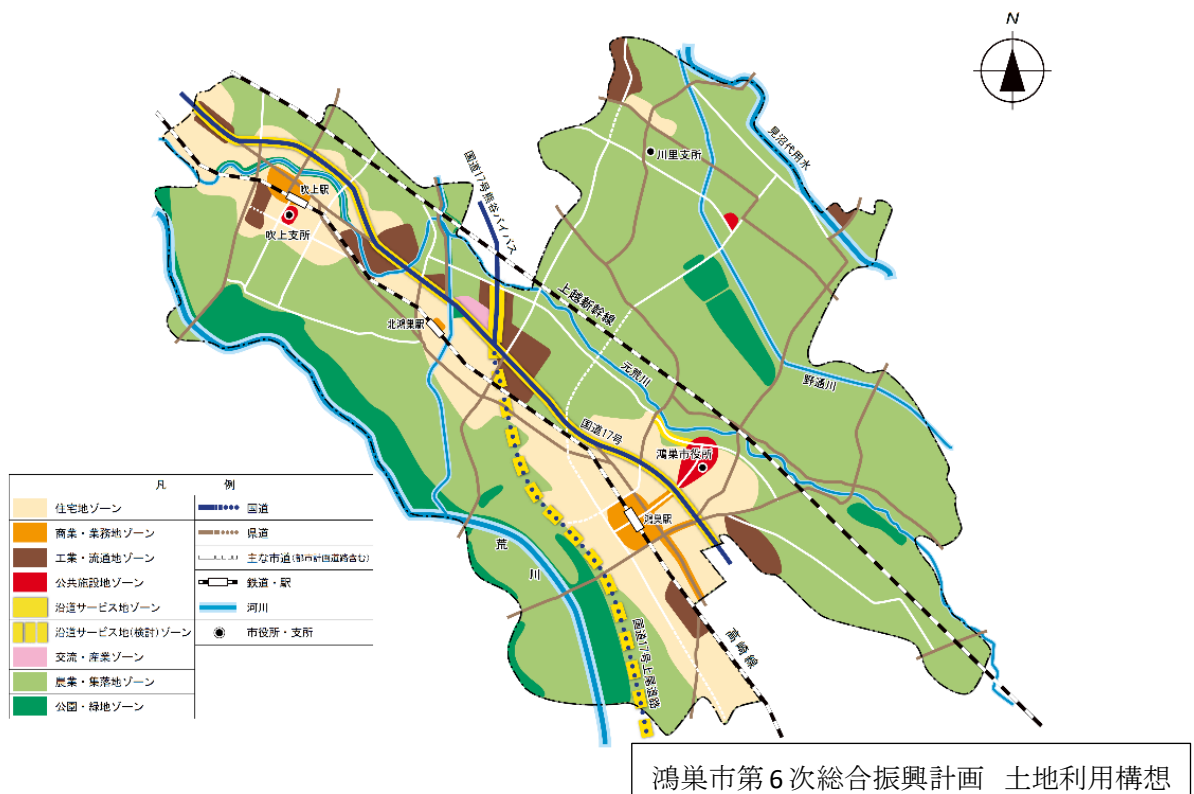 N
見沼代用水
川里支所
国道17号熊谷バイパス
吹上駅
吹上支所
上越新幹線
北鴻巣駅
元荒川
野通川
国道17号
鴻巣市役所
鴻巣駅
荒川
国道17号上尾道路
高崎線
凡 例
住宅地ゾーン
国道
商業・業務地ゾーン
県道
工業・流通地ゾーン
主な市道(都市計画道路含む)
公共施設地ゾーン
鉄道・駅
沿道サービス地ゾーン
河川
沿道サービス地(検討)ゾーン
市役所・支所
交流・産業ゾーン
農業・集落地ゾーン
公園・緑地ゾーン
鴻巣市第6次総合振興計画 土地利用構想